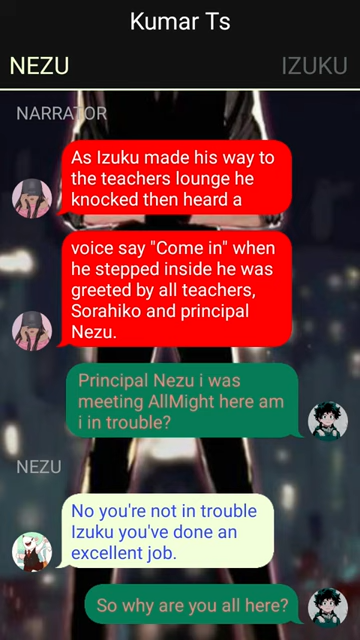 Kumar Ts
NEZU IZUKU
NARRATOR
As Izuku made his way to
the teachers lounge he
knocked then heard a
voice say "Come in" when
he stepped inside he was
greeted by all teachers,
Sorahiko and principal
Nezu.
Principal Nezu i was
meeting AllMight here am
i in trouble?
NEZU
No you're not in trouble
Izuku you've done an
excellent job.
So why are you all here?